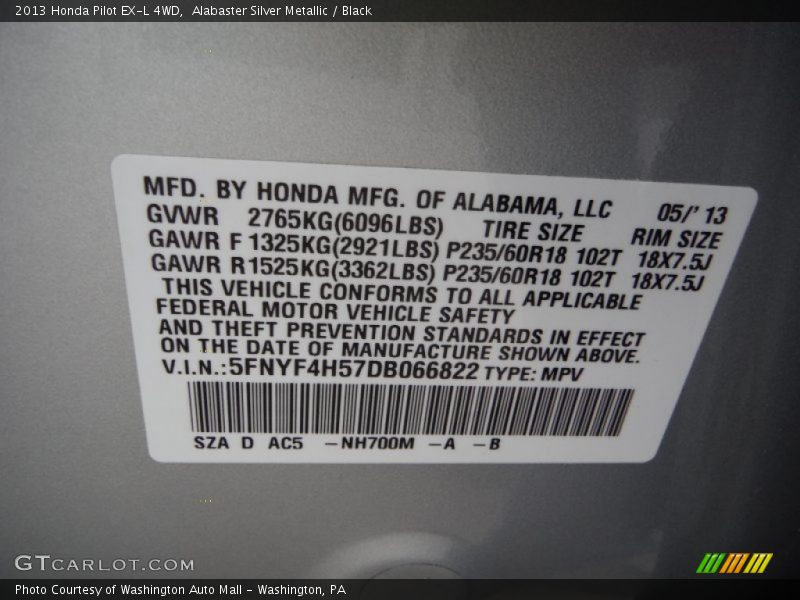 2013 Honda Pilot EX-L 4WD,  Alabaster Silver Metallic / Black
MFD. BY HONDA MFG. OF ALABAMA, LLC 05/' 13
GVWR 2765KG(6096LBS) TIRE SIZE RIM SIZE
GAWR F 1325KG(2921LBS) P235/60R18 102T 18X7.5J
GAWR R 1525KG(3362LBS) P235/60R18 102T 18X7.5J
THIS VEHICLE CONFORMS TO ALL APPLICABLE
FEDERAL MOTOR VEHICLE SAFETY
AND THEFT PREVENTION STANDARDS IN EFFECT
ON THE DATE OF MANUFACTURE SHOWN ABOVE.
V.I.N.:5FNYF4H57DB066822 TYPE: MPV
SZA D AC5 -NH700M -A -B
GTCARLOT.COM
Photo Courtesy of Washington Auto Mall - Washington, PA